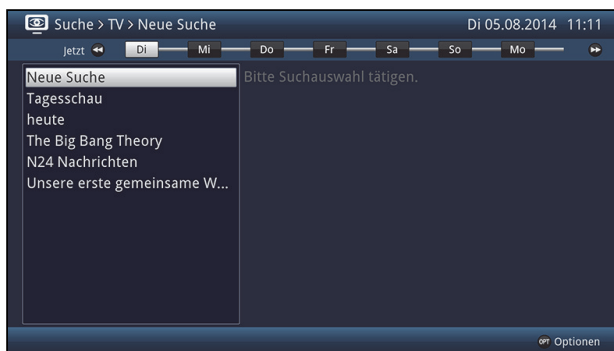 Suche > TV > Neue Suche Di 05.08.2014 11:11
Jetzt Di Mi Do Fr Sa So Mo
Neue Suche Bitte Suchauswahl tätigen.
Tagesschau
heute
The Big Bang Theory
N24 Nachrichten
Unsere erste gemeinsame W...
OPT Optionen